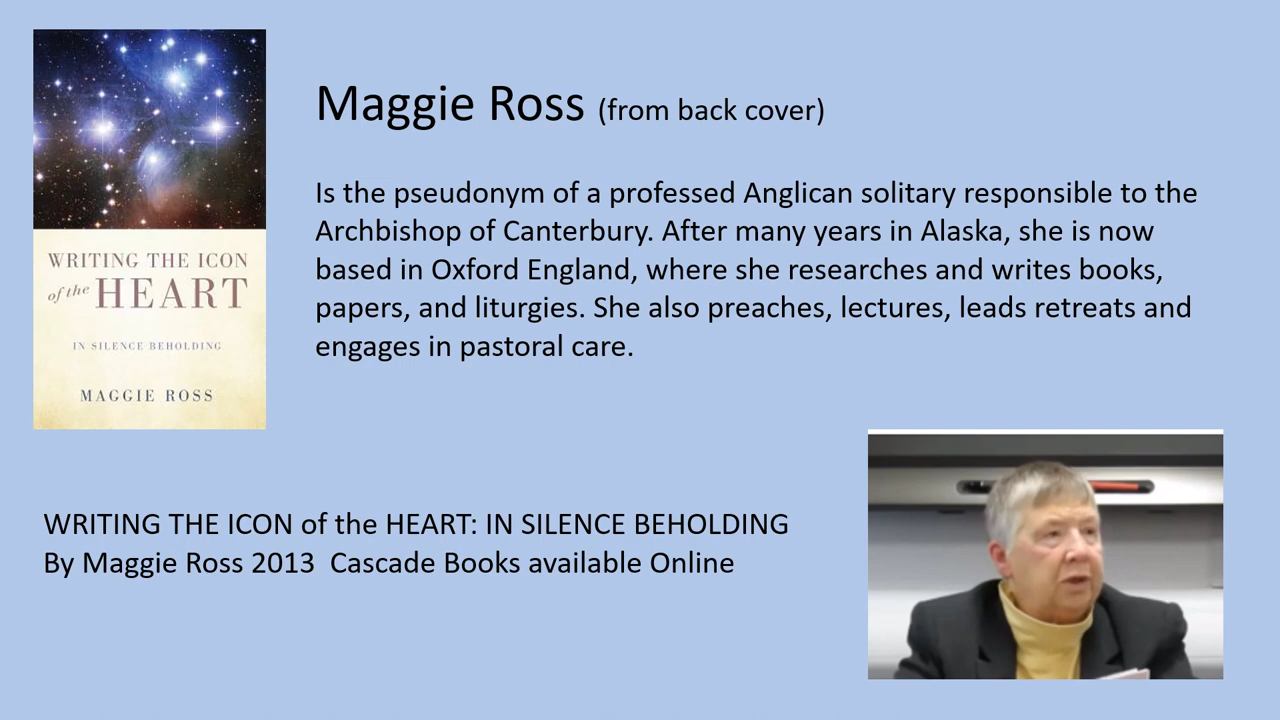 WRITING THE ICON
of the HEART
IN SILENCE BEHOLDING
MAGGIE ROSS
Maggie Ross (from back cover)
Is the pseudonym of a professed Anglican solitary responsible to the
Archbishop of Canterbury. After many years in Alaska, she is now
based in Oxford England, where she researches and writes books,
papers, and liturgies. She also preaches, lectures, leads retreats and
engages in pastoral care.
WRITING THE ICON of the HEART: IN SILENCE BEHOLDING
By Maggie Ross 2013  Cascade Books available Online